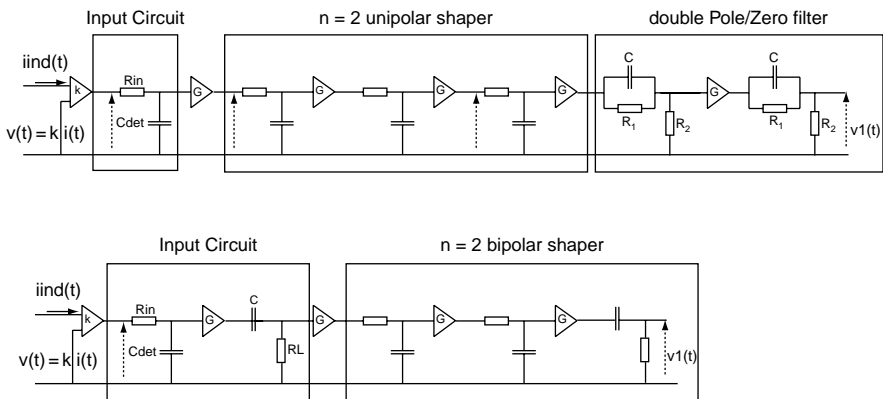 Input Circuit
n = 2 unipolar shaper
double Pole/Zero filter
iind(t)
k
Rin
G
G
G
G
C
G
C
v(t) = k i(t)
Cdet
R1
R2
R1
R2
v1(t)
Input Circuit
n = 2 bipolar shaper
iind(t)
k
Rin
G
C
G
G
G
v(t) = k i(t)
Cdet
RL
v1(t)